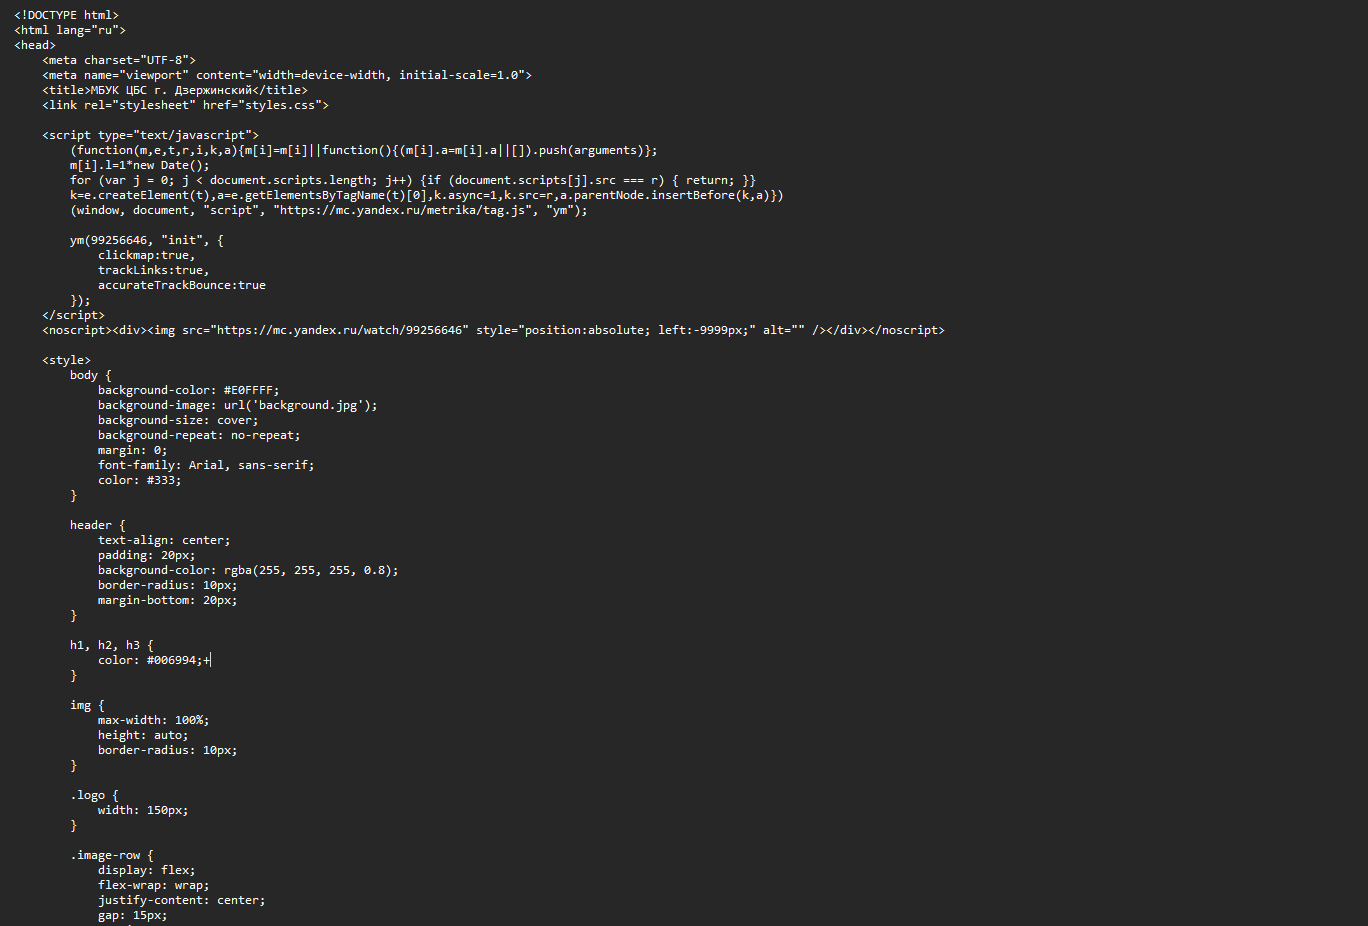 <!DOCTYPE html>
<html lang="ru">
<head>
    <meta charset="UTF-8">
    <meta name="viewport" content="width=device-width, initial-scale=1.0">
    <title>МБУК ЦБС г. Дзержинский</title>
    <link rel="stylesheet" href="styles.css">

    <script type="text/javascript">
        (function(m,e,t,r,i,k,a){m[i]=m[i]||function(){(m[i].a=m[i].a||[]).push(arguments)};
        m[i].l=1*new Date();
        for (var j = 0; j < document.scripts.length; j++) {if (document.scripts[j].src === r) { return; }}
        k=e.createElement(t),a=e.getElementsByTagName(t)[0],k.async=1,k.src=r,a.parentNode.insertBefore(k,a)})
        (window, document, "script", "https://mc.yandex.ru/metrika/tag.js", "ym");

        ym(99256646, "init", {
            clickmap:true,
            trackLinks:true,
            accurateTrackBounce:true
        });
    </script>
    <noscript><div><img src="https://mc.yandex.ru/watch/99256646" style="position:absolute; left:-9999px;" alt="" /></div></noscript>

    <style>
        body {
            background-color: #E0FFFF;
            background-image: url('background.jpg');
            background-size: cover;
            background-repeat: no-repeat;
            margin: 0;
            font-family: Arial, sans-serif;
            color: #333;
        }

        header {
            text-align: center;
            padding: 20px;
            background-color: rgba(255, 255, 255, 0.8);
            border-radius: 10px;
            margin-bottom: 20px;
        }

        h1, h2, h3 {
            color: #006994;+
        }

        img {
            max-width: 100%;
            height: auto;
            border-radius: 10px;
        }

        .logo {
            width: 150px;
        }

        .image-row {
            display: flex;
            flex-wrap: wrap;
            justify-content: center;
            gap: 15px;